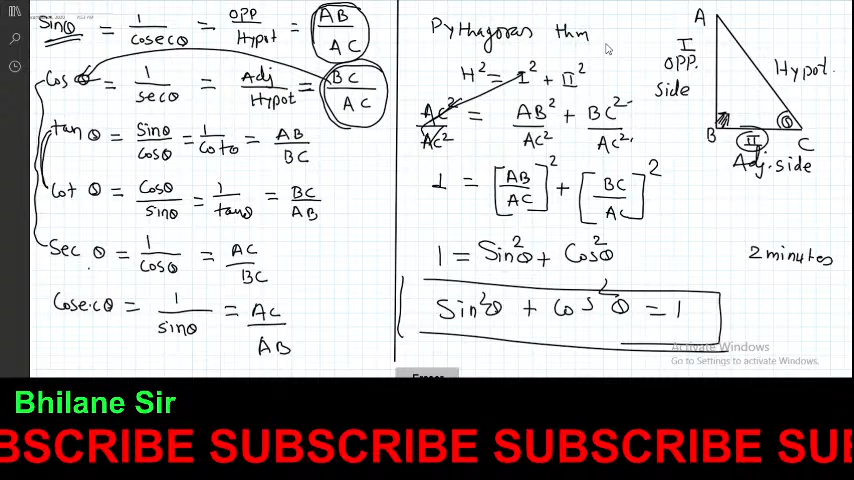 sinθ = 1/cosecθ = OPP/Hypot = AB/AC
Cosθ = 1/secθ = Adj/Hypot = BC/AC
tanθ = Sinθ/Cosθ = 1/Cotθ = AB/BC
Cot θ = Cosθ/sinθ = 1/tanθ = BC/AB
Sec θ = 1/Cosθ = AC/BC
Cosecθ = 1/sinθ = AC/AB
Pythagoras thm
H² = I² + II²
AC²/AC² = AB²/AC² + BC²/AC²
1 = [AB/AC]² + [BC/AC]²
1 = Sin²θ + Cos²θ
Sin²θ + Cos²θ = 1
A
I
OPP.
side
Hypot.
B
II
C
Adj. side
2 minutes
Activate Windows
Go to Settings to activate Windows.
Bhilane Sir
BSCRIBE SUBSCRIBE SUBSCRIBE SUBSCRIBE SUB